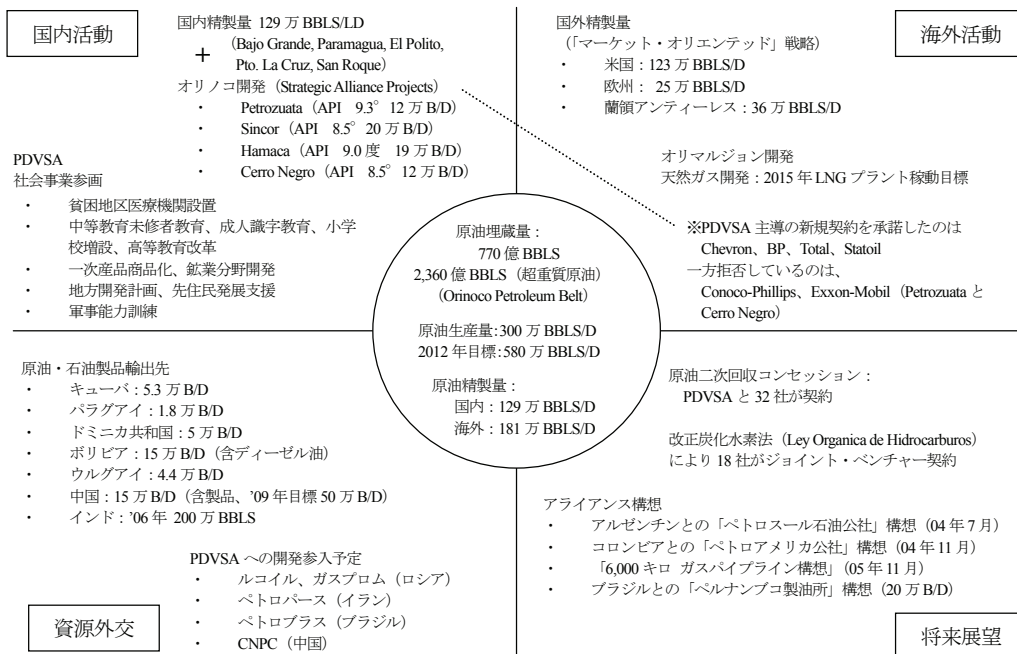 国内活動
国内精製量 129 万 BBLS/LD
+
(Bajo Grande, Paramagua, El Polito,
Pto. La Cruz, San Roque)
オリノコ開発 (Strategic Alliance Projects)
・ Petrozuata（API 9.3° 12 万 B/D）
・ Sincor（API 8.5° 20 万 B/D）
・ Hamaca（API 9.0 度 19 万 B/D）
・ Cerro Negro（API 8.5° 12 万 B/D）
PDVSA
社会事業参画
・ 貧困地区医療機関設置
・ 中等教育未修者教育、成人識字教育、小学
校増設、高等教育改革
・ 一次産品商品化、鉱業分野開発
・ 地方開発計画、先住民発展支援
・ 軍事能力訓練
海外活動
国外精製量
（「マーケット・オリエンテッド」戦略）
・ 米国：123 万 BBLS/D
・ 欧州： 25 万 BBLS/D
・ 蘭領アンティーレス：36 万 BBLS/D
オリマルジョン開発
天然ガス開発：2015 年 LNG プラント稼動目標
※PDVSA 主導の新規契約を承諾したのは
Chevron、BP、Total、Statoil
一方拒否しているのは、
Conoco-Phillips、Exxon-Mobil（Petrozuata と
Cerro Negro）
原油埋蔵量：
770 億 BBLS
2,360 億 BBLS（超重質原油）
(Orinoco Petroleum Belt)
原油生産量：300 万 BBLS/D
2012 年目標：580 万 BBLS/D
原油精製量：
国内：129 万 BBLS/D
海外：181 万 BBLS/D
原油・石油製品輸出先
・ キューバ：5.3 万 B/D
・ パラグアイ：1.8 万 B/D
・ ドミニカ共和国：5 万 B/D
・ ボリビア：15 万 B/D（含ディーゼル油）
・ ウルグアイ：4.4 万 B/D
・ 中国：15 万 B/D（含製品、’09 年目標 50 万 B/D）
・ インド：’06 年 200 万 BBLS
PDVSA への開発参入予定
・ ルコイル、ガスプロム（ロシア）
・ ペトロパース（イラン）
・ ペトロブラス（ブラジル）
・ CNPC（中国）
資源外交
原油二次回収コンセッション：
PDVSA と 32 社が契約
改正炭化水素法（Ley Organica de Hidrocarburos）
により 18 社がジョイント・ベンチャー契約
アライアンス構想
・ アルゼンチンとの「ペトロスール石油公社」構想（04 年 7 月）
・ コロンビアとの「ペトロアメリカ公社」構想（04 年 11 月）
・ 「6,000 キロ ガスパイプライン構想」（05 年 11 月）
・ ブラジルとの「ペルナンブコ製油所」構想（20 万 B/D）
将来展望